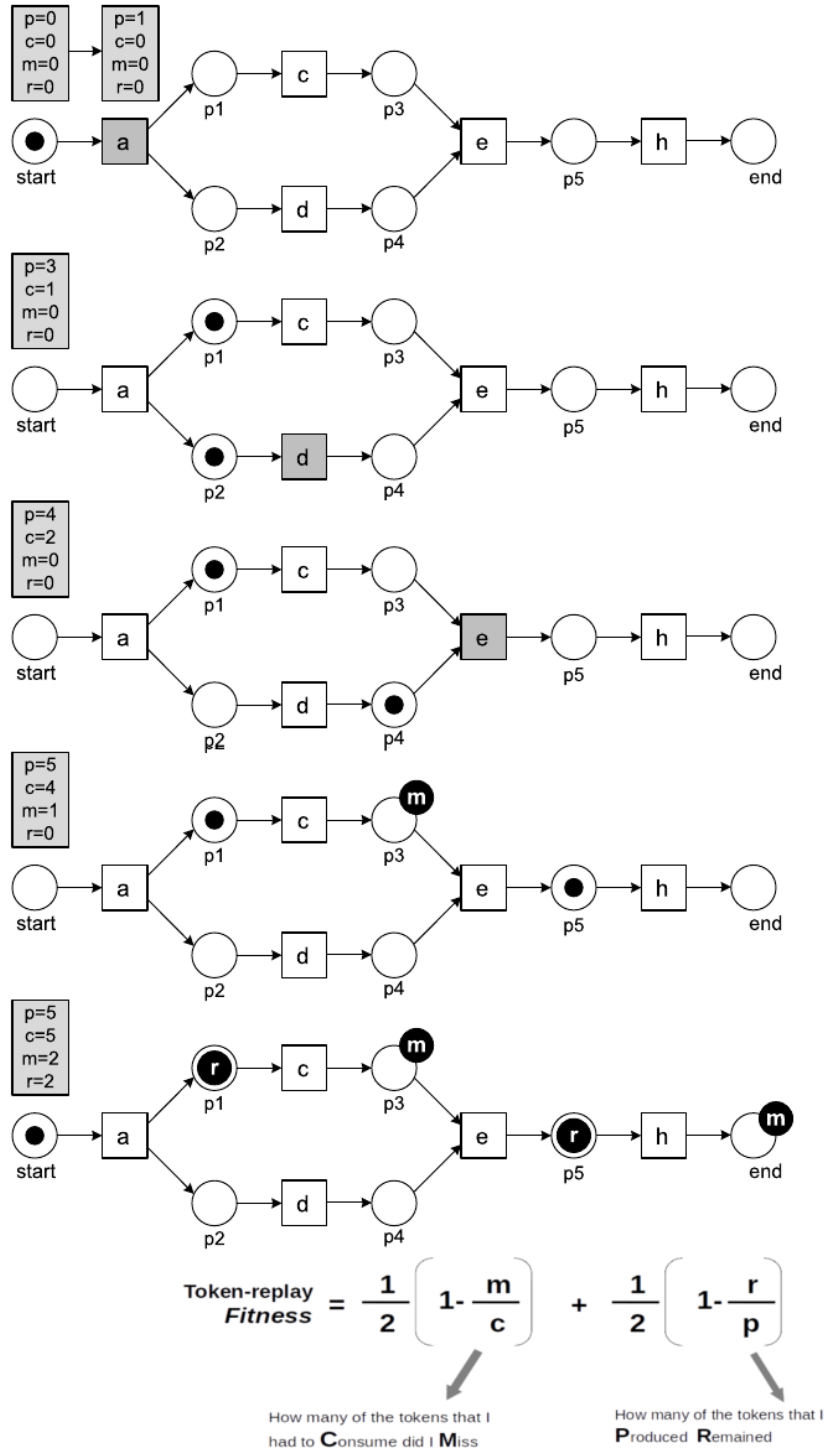 p=0 p=1
c=0 c=0
m=0 m=0
r=0 r=0
p1 c p3
start a e p5 h end
p2 d p4
p=3
c=1
m=0
r=0
p1 c p3
start a e p5 h end
p2 d p4
p=4
c=2
m=0
r=0
p1 c p3
start a e p5 h end
p2 d p4
p=5
c=4
m=1
r=0
m
p1 c p3
start a e p5 h end
p2 d p4
p=5
c=5
m=2
r=2
m
r
p1 c p3
m
start a e r p5 h end
p2 d p4
Token-replay Fitness = 1/2 ( 1- m/c ) + 1/2 ( 1- r/p )
How many of the tokens that I
had to Consume did I Miss
How many of the tokens that I
Produced Remained